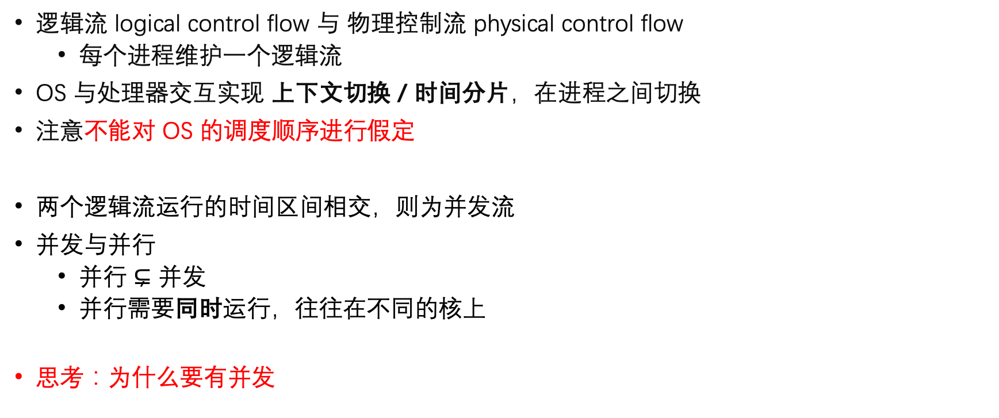 • 逻辑流 logical control flow 与 物理控制流 physical control flow
• 每个进程维护一个逻辑流
• OS 与处理器交互实现 上下文切换 / 时间分片，在进程之间切换
• 注意不能对 OS 的调度顺序进行假定
• 两个逻辑流运行的时间区间相交，则为并发流
• 并发与并行
• 并行 ⊊ 并发
• 并行需要同时运行，往往在不同的核上
• 思考：为什么要有并发